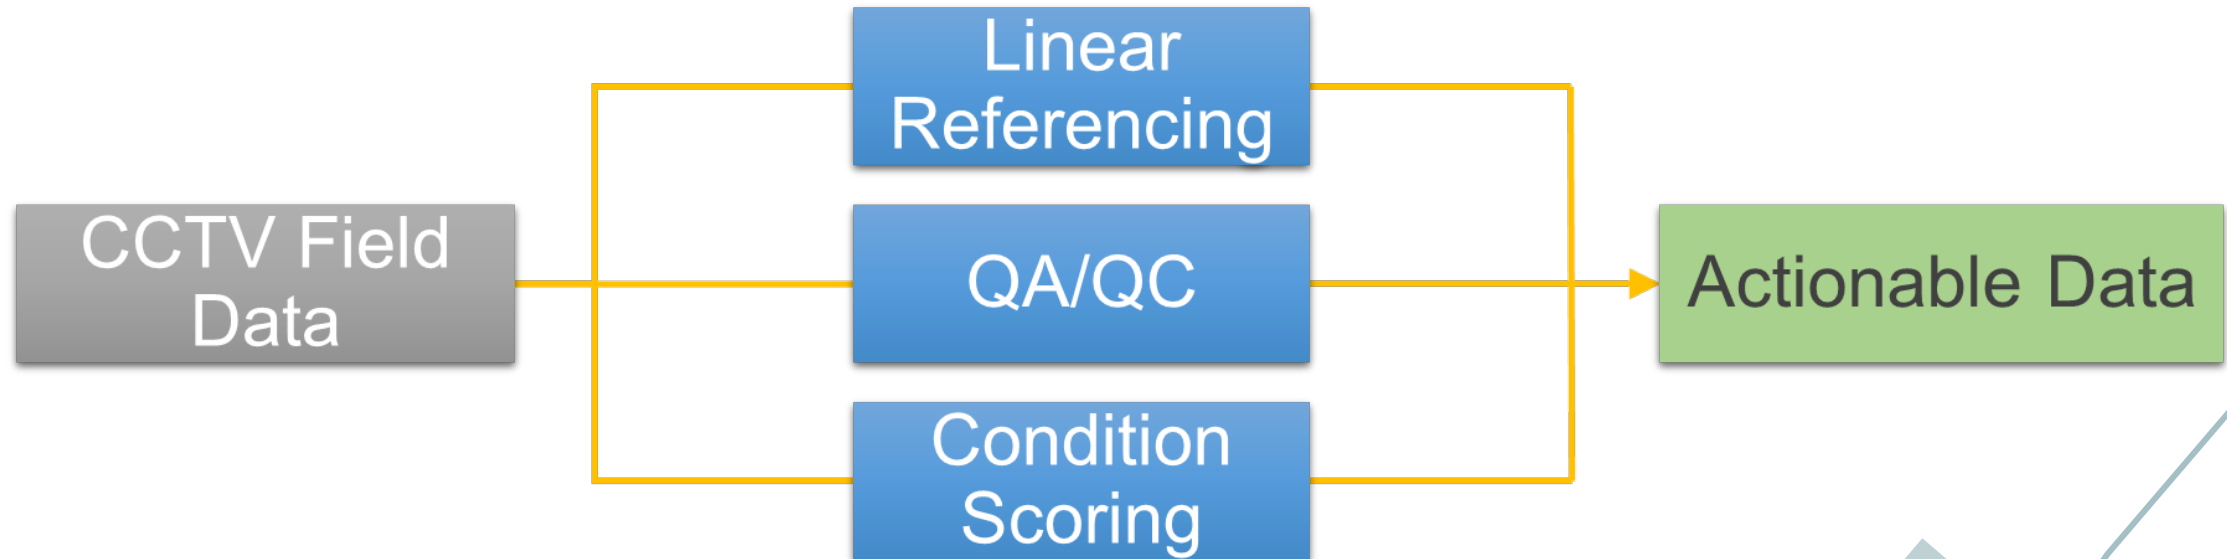 Linear
Referencing
CCTV Field
Data
QA/QC
Actionable Data
Condition
Scoring